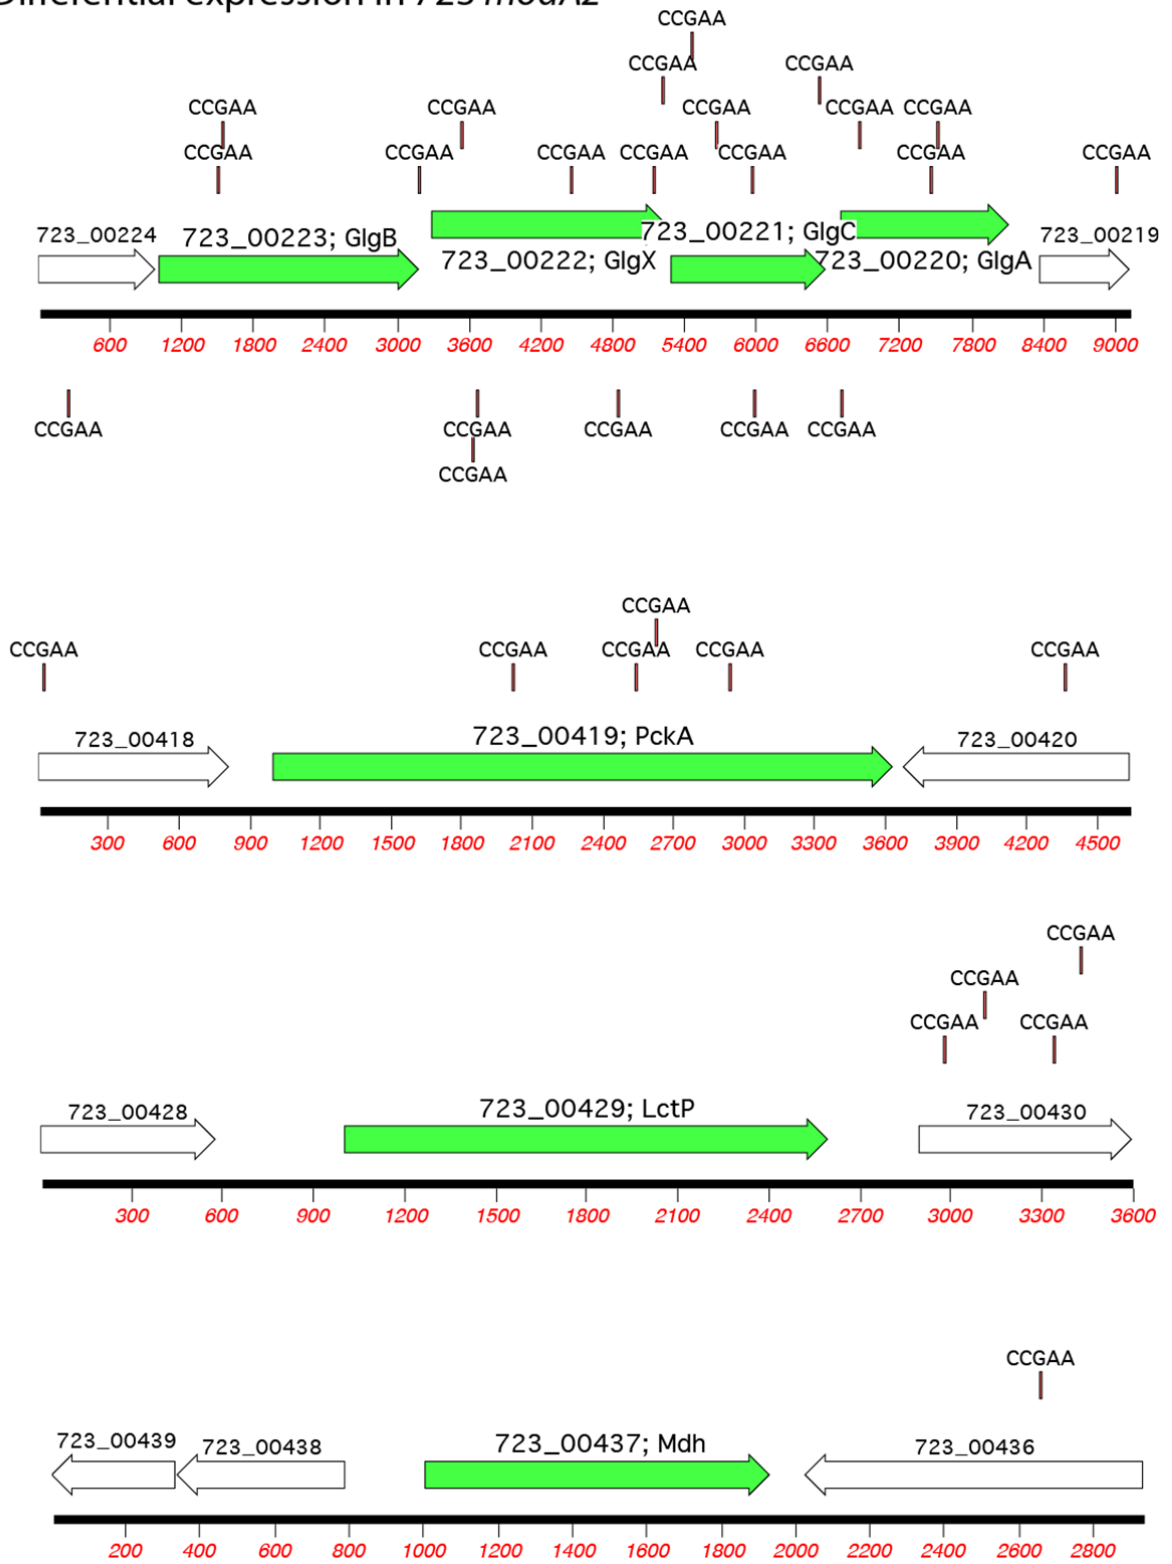 Differential expression in 723 modA2
CCGAA
CCGAA CCGAA
CCGAA CCGAA CCGAA CCGAA CCGAA
CCGAA CCGAA CCGAA CCGAA CCGAA CCGAA CCGAA
723_00224 723_00223; GlgB 723_00221; GlgC 723_00219
723_00222; GlgX 723_00220; GlgA
600 1200 1800 2400 3000 3600 4200 4800 5400 6000 6600 7200 7800 8400 9000
CCGAA CCGAA CCGAA CCGAA CCGAA
CCGAA
CCGAA
CCGAA CCGAA CCGAA CCGAA CCGAA
723_00418 723_00419; PckA 723_00420
300 600 900 1200 1500 1800 2100 2400 2700 3000 3300 3600 3900 4200 4500
CCGAA
CCGAA
CCGAA CCGAA
723_00428 723_00429; LctP 723_00430
300 600 900 1200 1500 1800 2100 2400 2700 3000 3300 3600
CCGAA
723_00439 723_00438 723_00437; Mdh 723_00436
200 400 600 800 1000 1200 1400 1600 1800 2000 2200 2400 2600 2800